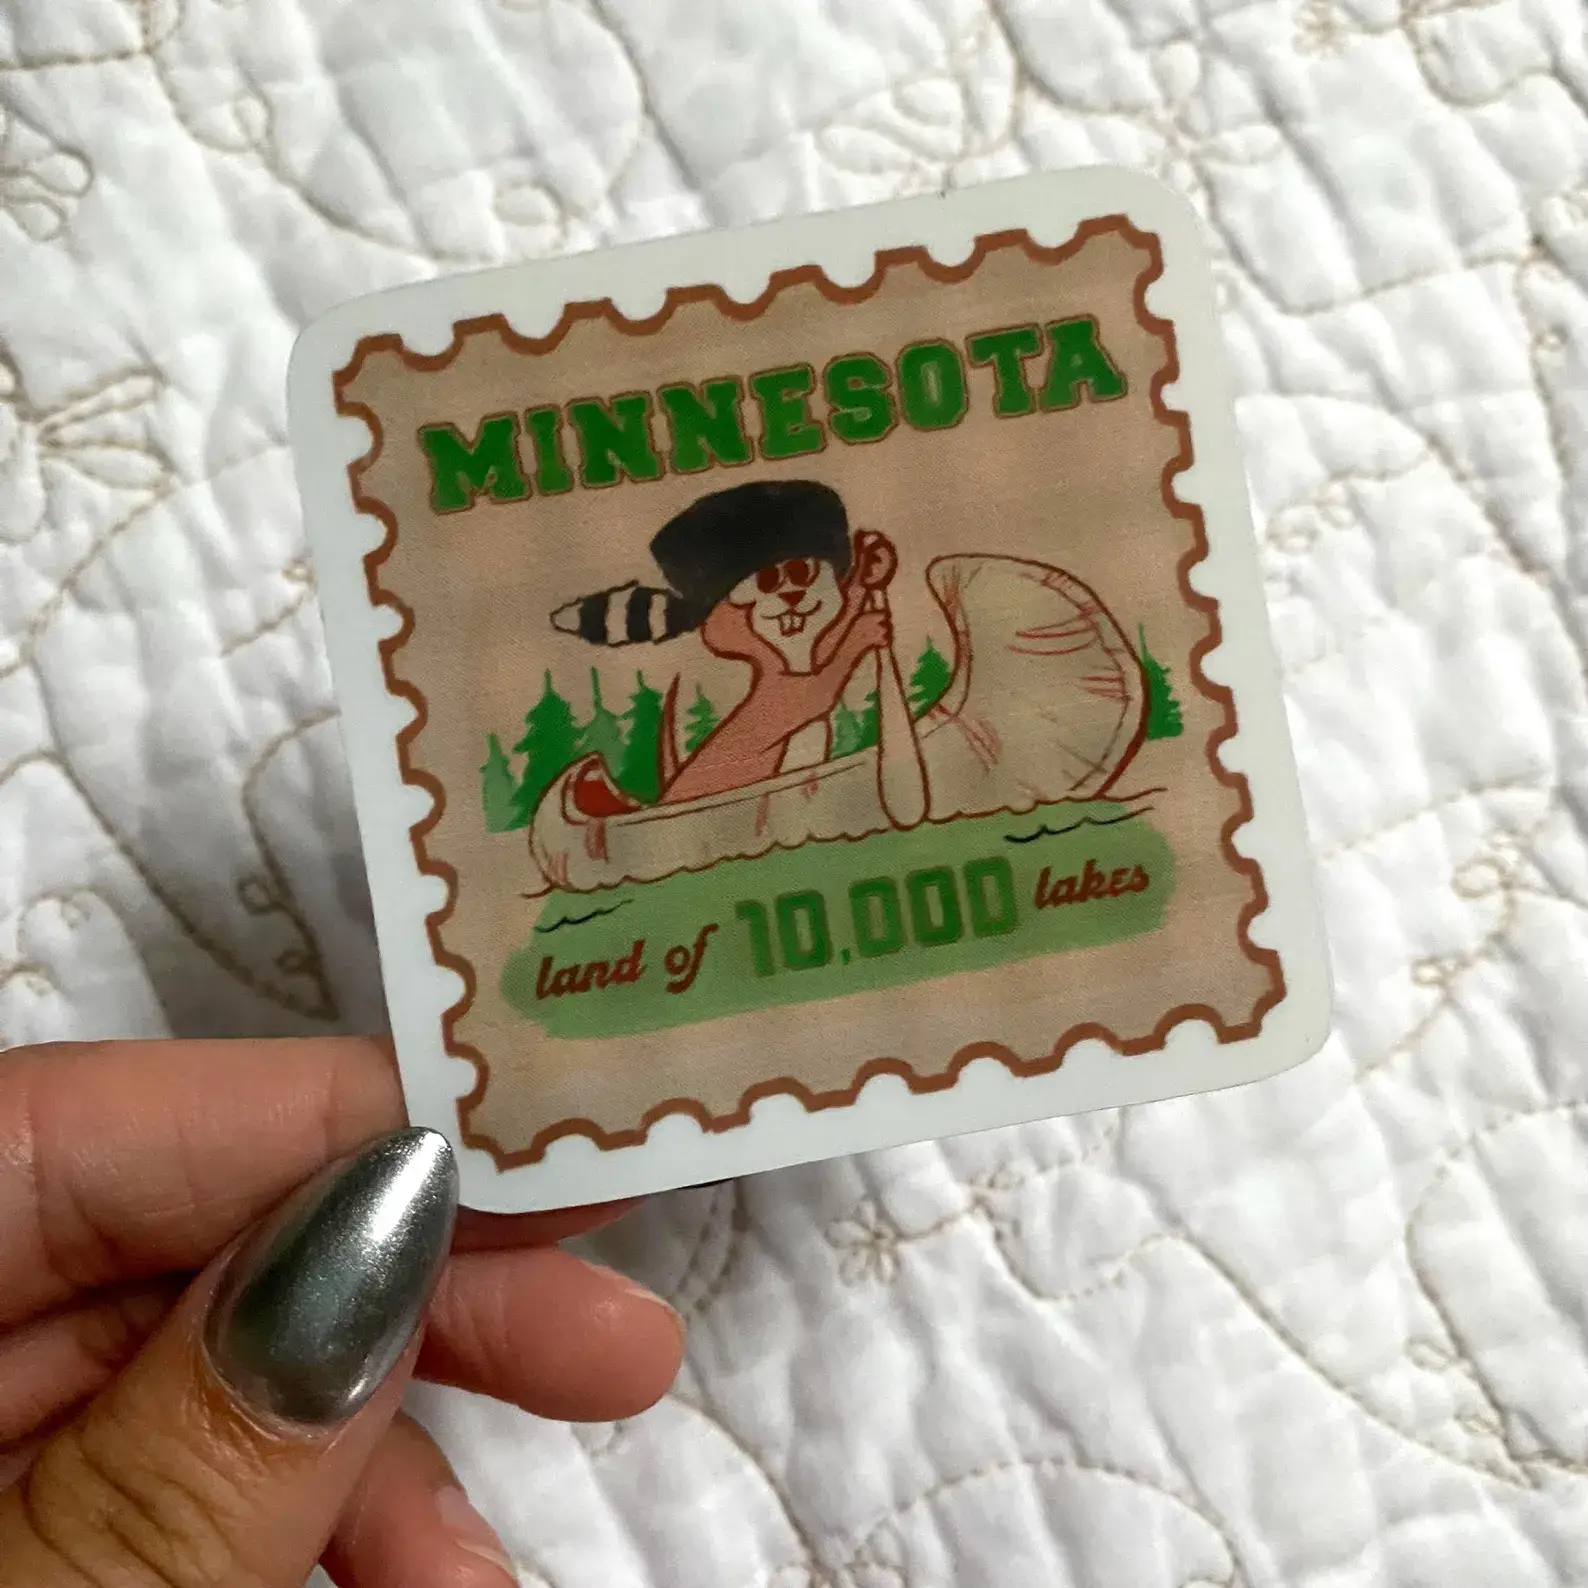 MINNESOTA
land of 10,000 lakes